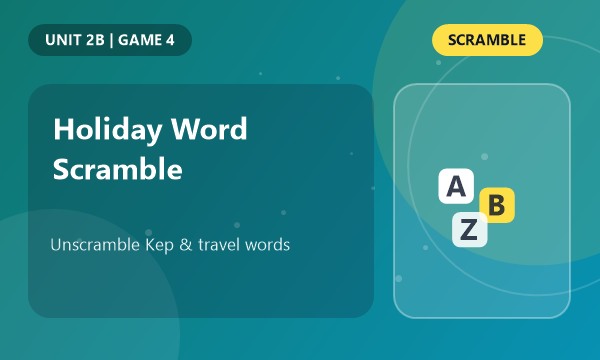 UNIT 2B | GAME 4
SCRAMBLE
Holiday Word
Scramble
Unscramble Kep & travel words
A
B
Z